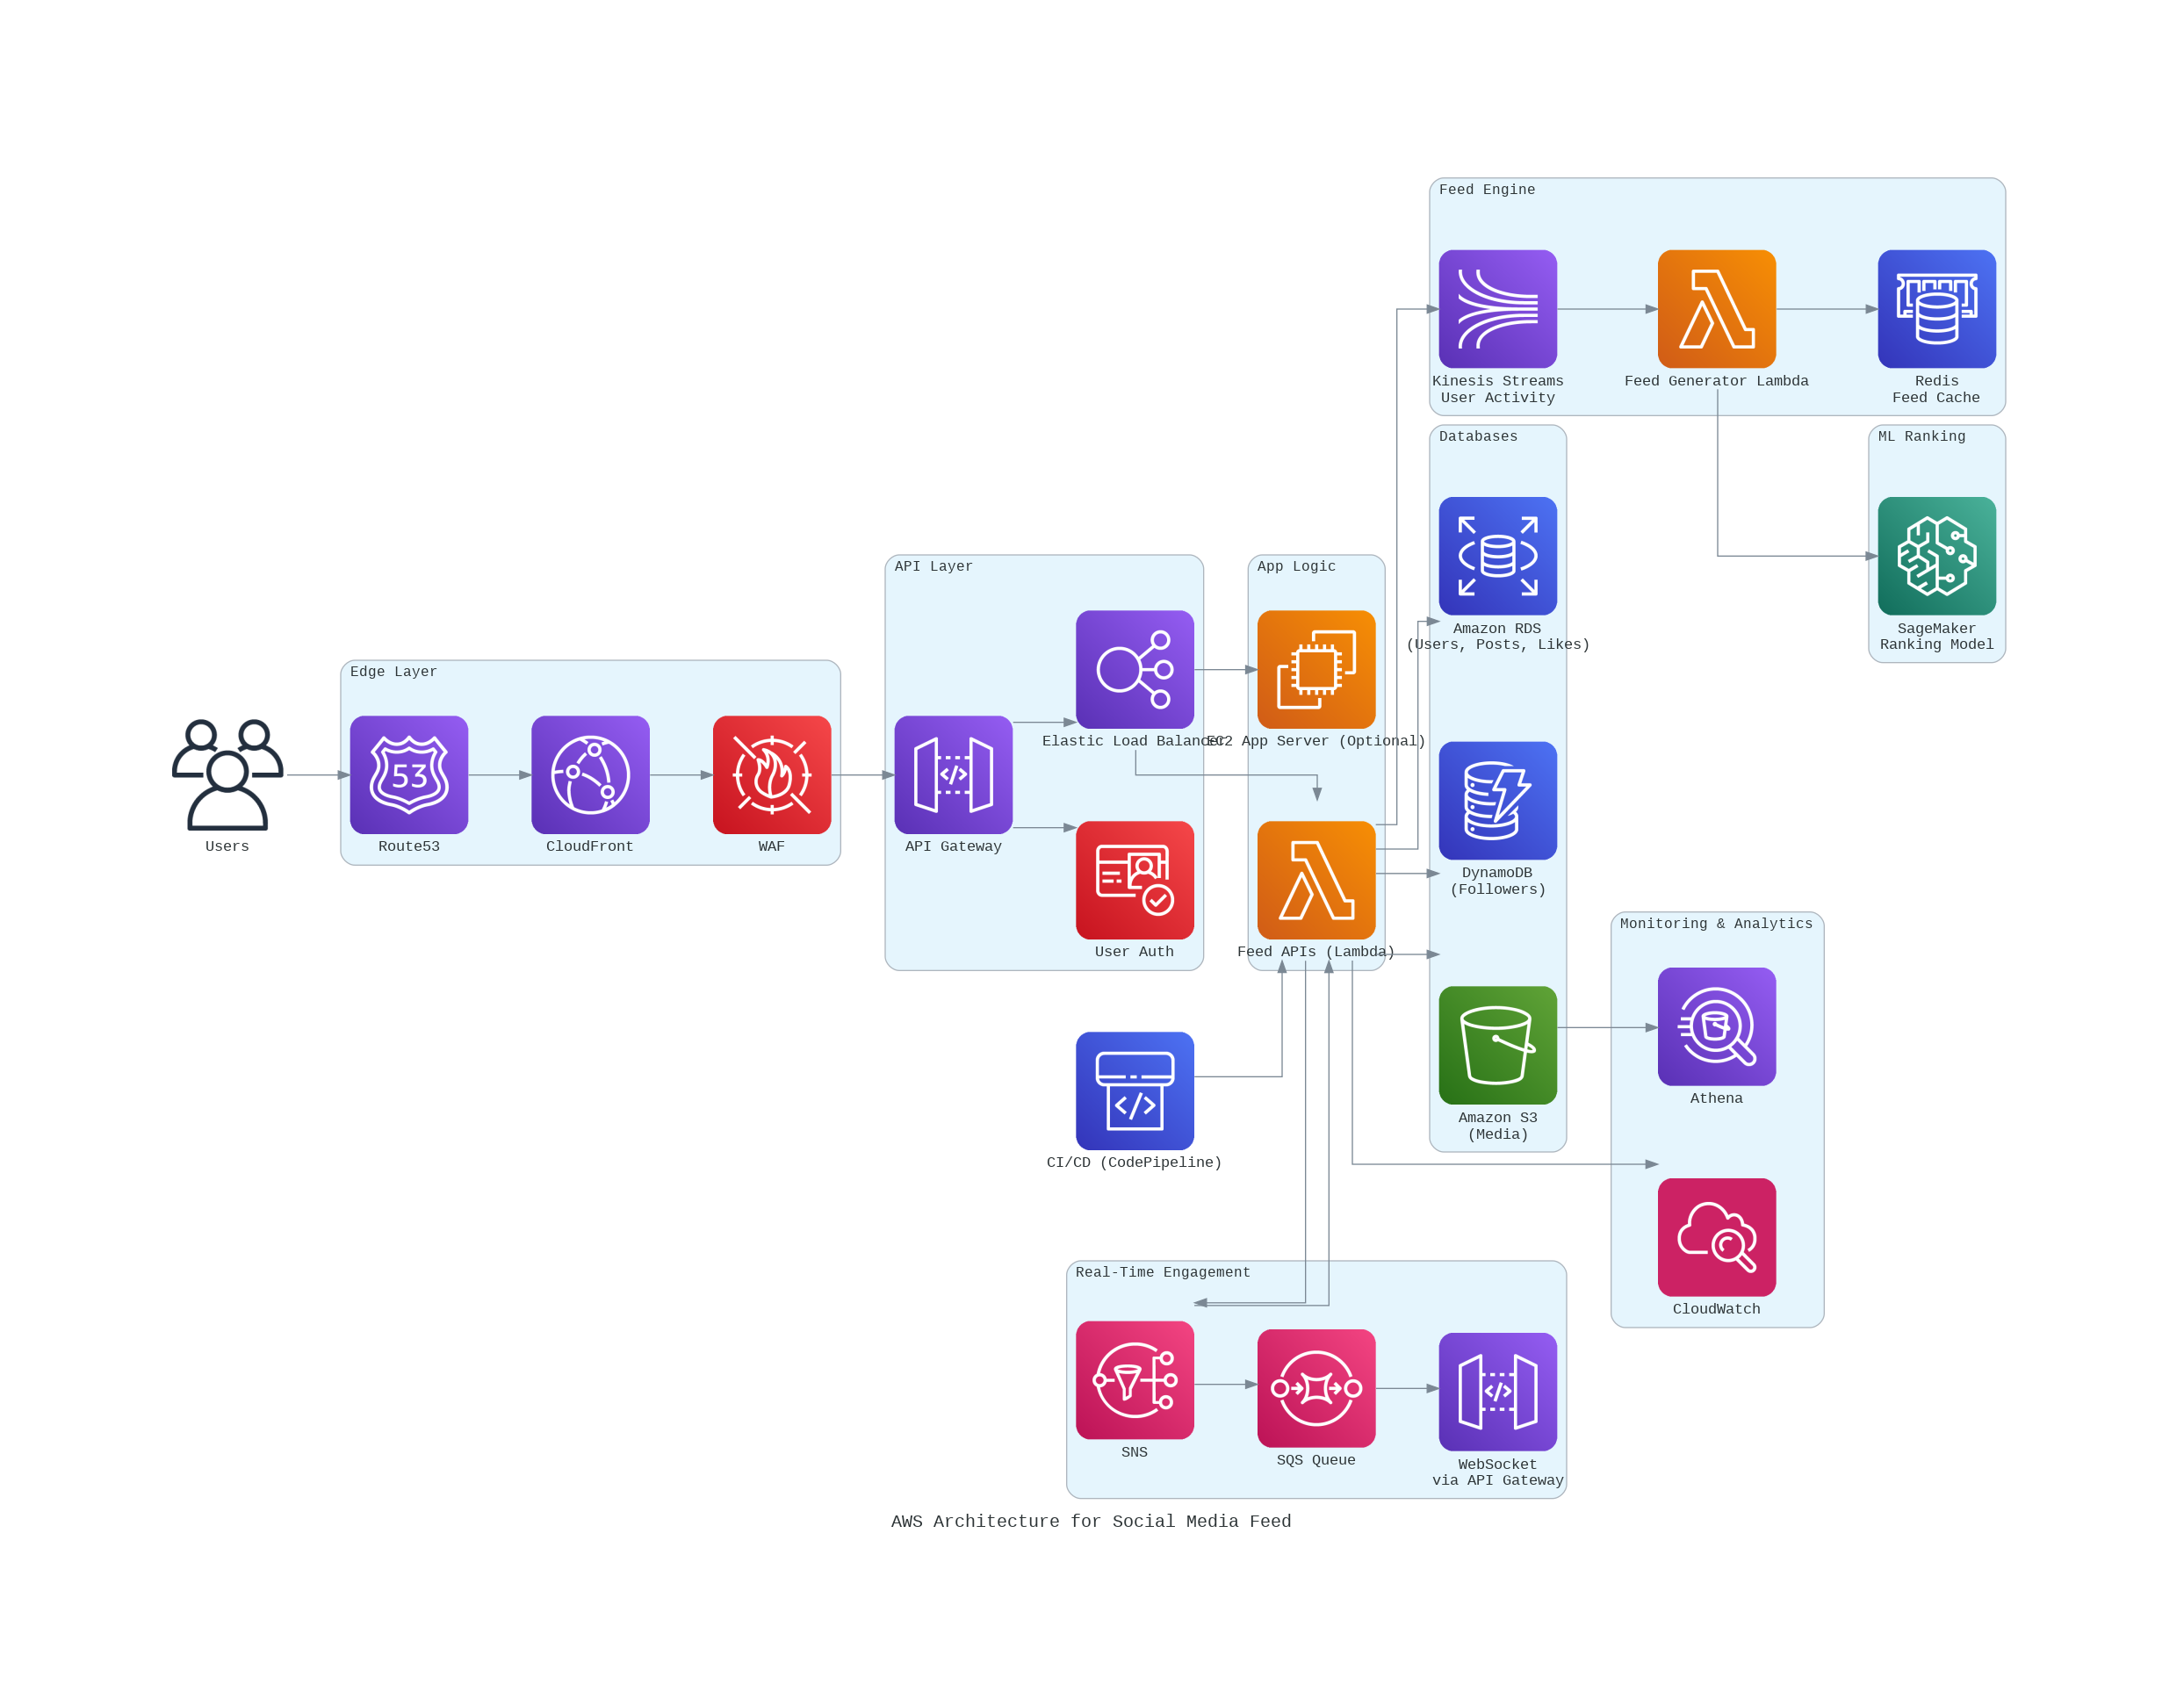 Feed Engine
Kinesis Streams
User Activity
Feed Generator Lambda
Redis
Feed Cache
Databases
ML Ranking
Amazon RDS
(Users, Posts, Likes)
SageMaker
Ranking Model
API Layer
App Logic
Edge Layer
Elastic Load Balancer
EC2 App Server (Optional)
53
Users
Route53
CloudFront
WAF
API Gateway
DynamoDB
(Followers)
User Auth
Feed APIs (Lambda)
Monitoring & Analytics
Athena
Amazon S3
(Media)
CI/CD (CodePipeline)
CloudWatch
Real-Time Engagement
SNS
SQS Queue
WebSocket
via API Gateway
AWS Architecture for Social Media Feed